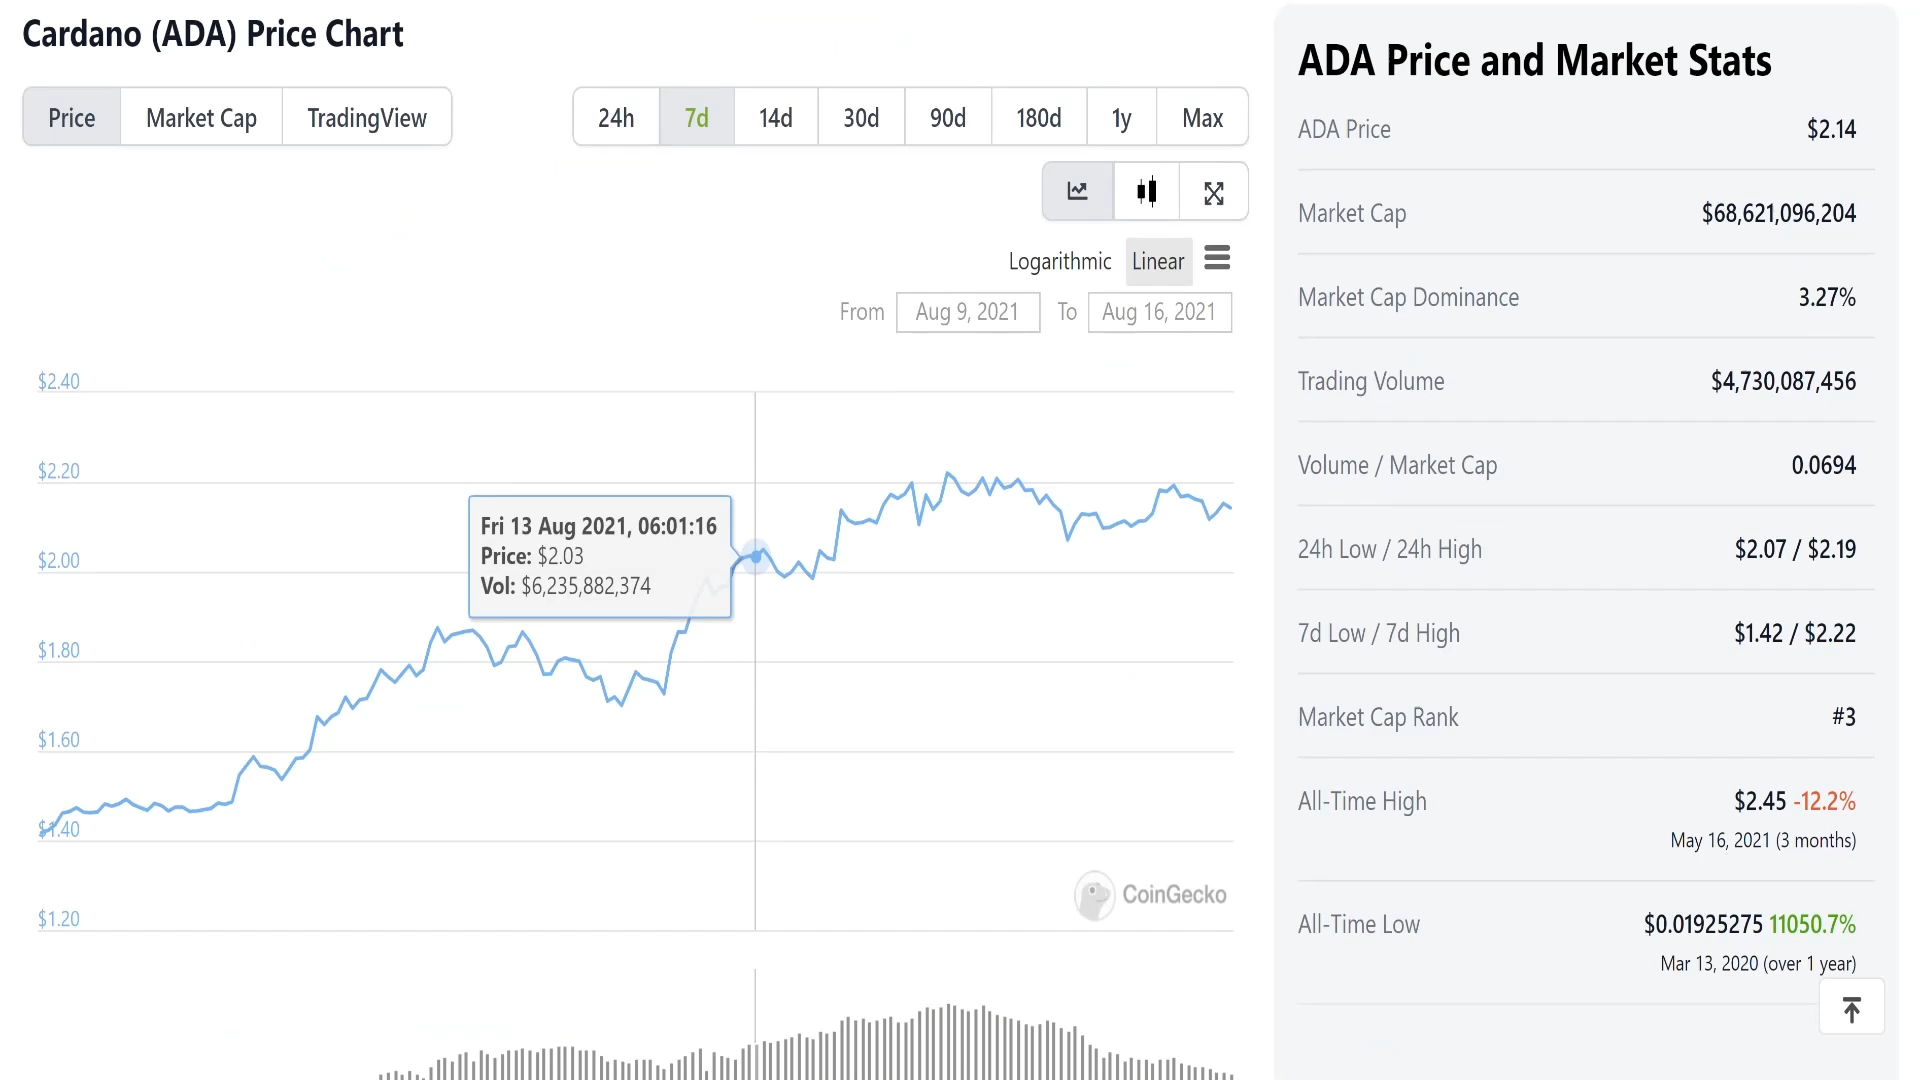 Cardano (ADA) Price Chart
Price Market Cap TradingView
24h 7d 14d 30d 90d 180d 1y Max
Logarithmic Linear
From Aug 9, 2021 To Aug 16, 2021
$2.40
$2.20
$2.00
$1.80
$1.60
$1.40
$1.20
Fri 13 Aug 2021, 06:01:16
Price: $2.03
Vol: $6,235,882,374
CoinGecko
ADA Price and Market Stats
ADA Price $2.14
Market Cap $68,621,096,204
Market Cap Dominance 3.27%
Trading Volume $4,730,087,456
Volume / Market Cap 0.0694
24h Low / 24h High $2.07 / $2.19
7d Low / 7d High $1.42 / $2.22
Market Cap Rank #3
All-Time High $2.45 -12.2%
May 16, 2021 (3 months)
All-Time Low $0.01925275 11050.7%
Mar 13, 2020 (over 1 year)